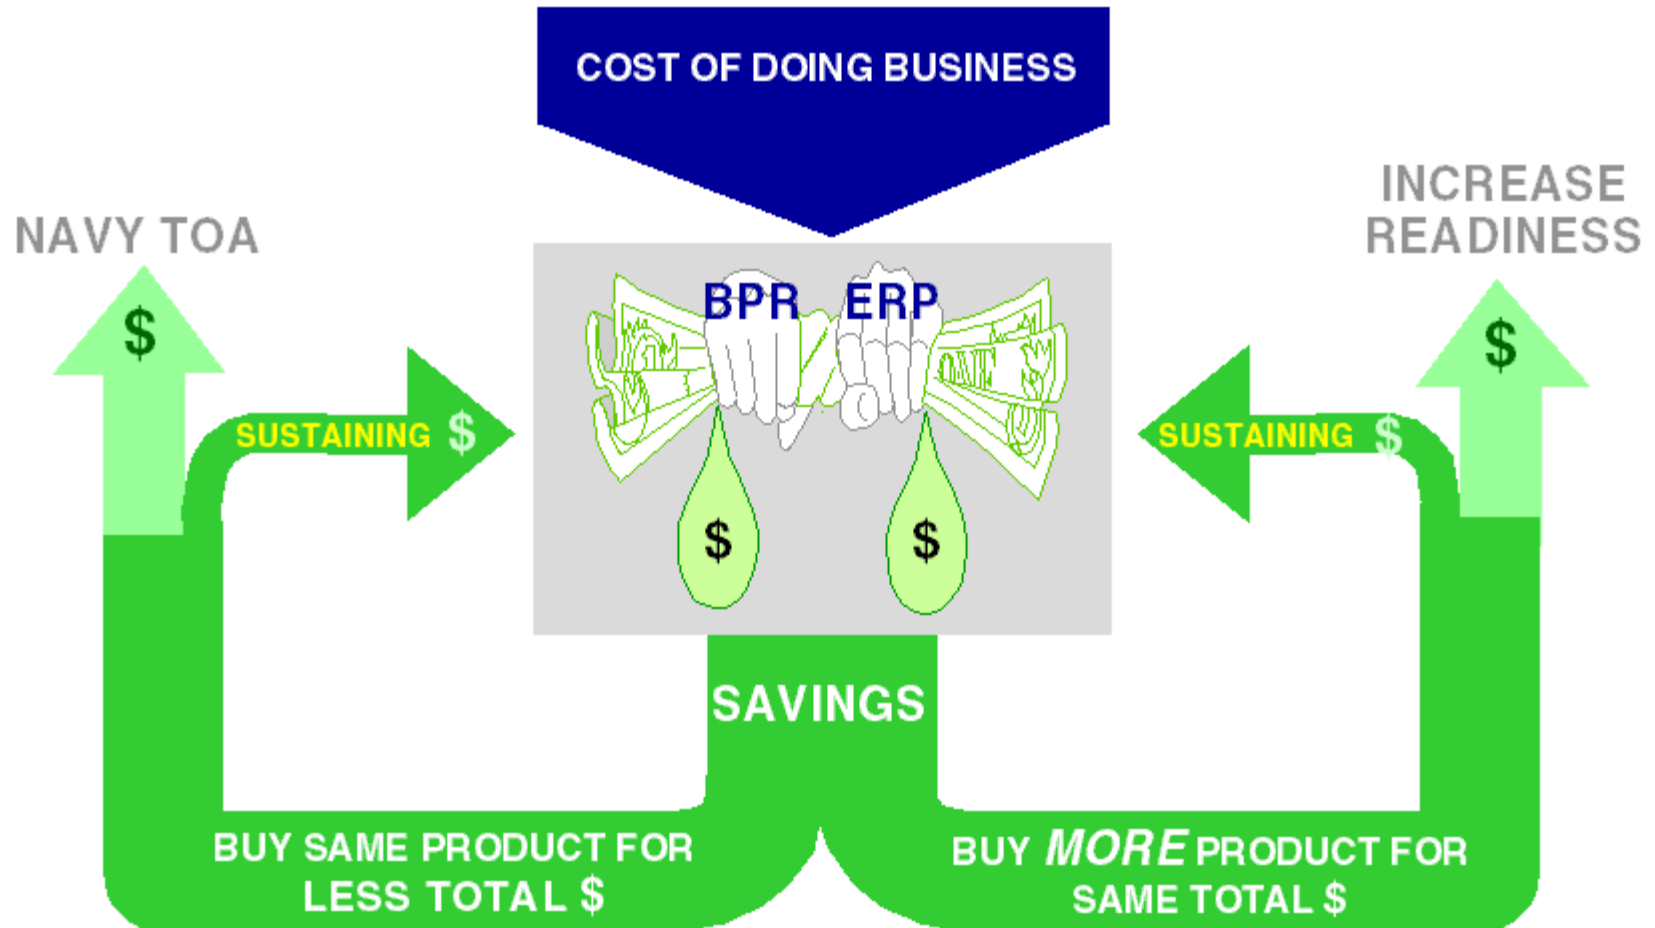 COST OF DOING BUSINESS
NAVY TOA
$
INCREASE
READINESS
$
BPR
ERP
ONE
SUSTAINING $
SUSTAINING $
$
$
SAVINGS
BUY SAME PRODUCT FOR
LESS TOTAL $
BUY MORE PRODUCT FOR
SAME TOTAL $